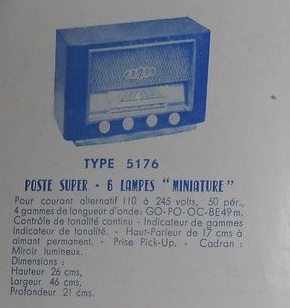 TYPE 5176
POSTE SUPER - 6 LAMPES "MINIATURE"
Pour courant alternatif 110 à 245 volts, 50 pér.,
4 gammes de longueur d'onde: GO-PO-OC-BE49m.
Contrôle de tonalité continu - Indicateur de gammes
Indicateur de tonalité. - Haut-Parleur de 17 cms à
aimant permanent. - Prise Pick-Up. - Cadran :
Miroir lumineux.
Dimensions :
Hauteur 26 cms,
Largeur 46 cms,
Profondeur 21 cms.